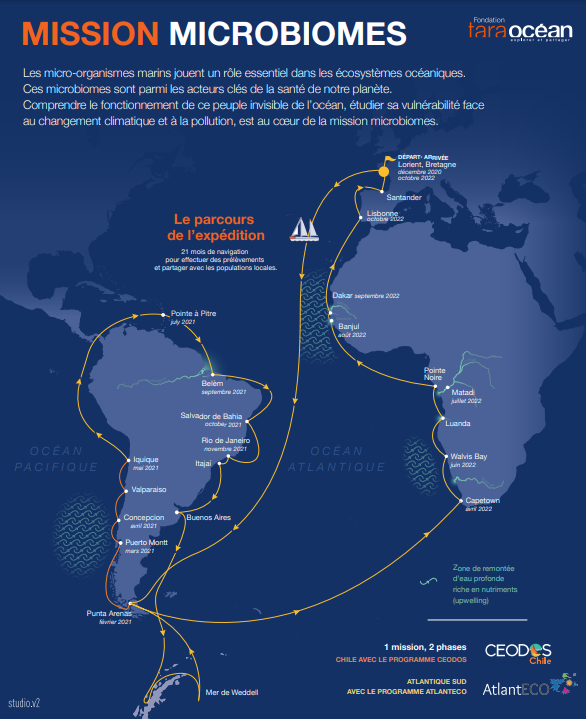 MISSION MICROBIOMES
Fondation
tara océan
explorer et partager
Les micro-organismes marins jouent un rôle essentiel dans les écosystèmes océaniques.
Ces microbiomes sont parmi les acteurs clés de la santé de notre planète.
Comprendre le fonctionnement de ce peuple invisible de l'océan, étudier sa vulnérabilité face
au changement climatique et à la pollution, est au cœur de la mission microbiomes.
DÉPART- ARRIVÉE
Lorient, Bretagne
décembre 2020
octobre 2022
Santander
Lisbonne
octobre 2022
Le parcours
de l'expédition
21 mois de navigation
pour effectuer des prélèvements
et partager avec les populations locales.
Dakar septembre 2022
Banjul
août 2022
Pointe à Pitre
july 2021
Belém
septembre 2021
Pointe
Noire
Matadi
juillet 2022
Salvador de Bahia
october 2021
Luanda
Rio de Janeiro
novembre 2021
Itajaí
OCÉAN
PACIFIQUE
OCÉAN
ATLANTIQUE
Iquique
mai 2021
Walvis Bay
juin 2022
Valparaiso
Capetown
avril 2022
Concepcion
avril 2021
Buenos Aires
Puerto Montt
mars 2021
Zone de remontée
d'eau profonde
riche en nutriments
(upwelling)
Punta Arenas
février 2021
1 mission, 2 phases
CHILE AVEC LE PROGRAMME CEODOS
CEODOS
Chile
ATLANTIQUE SUD
AVEC LE PROGRAMME ATLANTECO
AtlantECO
Mer de Weddell
studio.v2